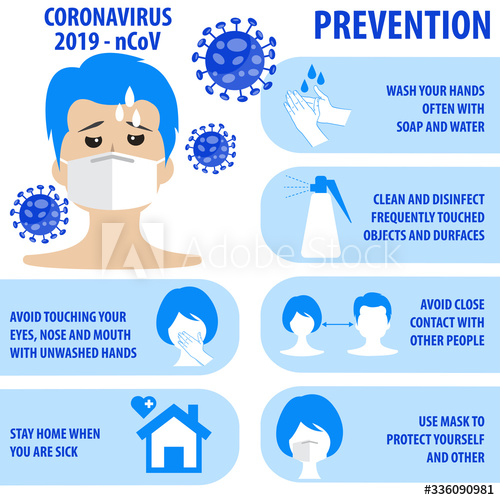 CORONAVIRUS
2019 - nCoV
PREVENTION
WASH YOUR HANDS
OFTEN WITH
SOAP AND WATER
CLEAN AND DISINFECT
FREQUENTLY TOUCHED
OBJECTS AND DURFACES
AVOID TOUCHING YOUR
EYES, NOSE AND MOUTH
WITH UNWASHED HANDS
AVOID CLOSE
CONTACT WITH
OTHER PEOPLE
STAY HOME WHEN
YOU ARE SICK
USE MASK TO
PROTECT YOURSELF
AND OTHER
Adobe Stock
#336090981